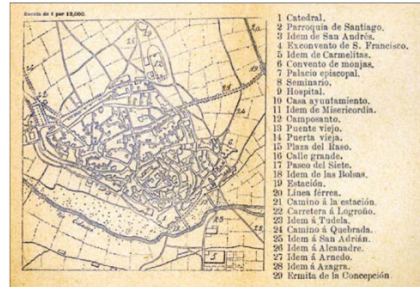 Escala de 1 por 12,000.
1 Catedral.
2 Parroquia de Santiago.
3 Idem de San Andrés.
4 Exconvento de S. Francisco.
5 Idem de Carmelitas.
6 Convento de monjas.
7 Palacio episcopal.
8 Seminario.
9 Hospital.
10 Casa ayuntamiento.
11 Idem de Misericordia.
12 Camposanto.
13 Puente viejo.
14 Puerta vieja.
15 Plaza del Raso.
16 Calle grande.
17 Paseo del Siete.
18 Idem de las Bolsas.
19 Estación.
20 Línea férrea.
21 Camino á la estación.
22 Carretera á Logroño.
23 Idem á Tudela.
24 Camino á Quebrada.
25 Idem á San Adrián.
26 Idem á Alcanadre.
27 Idem á Arnedo.
28 Idem á Azagra.
29 Ermita de la Concepción